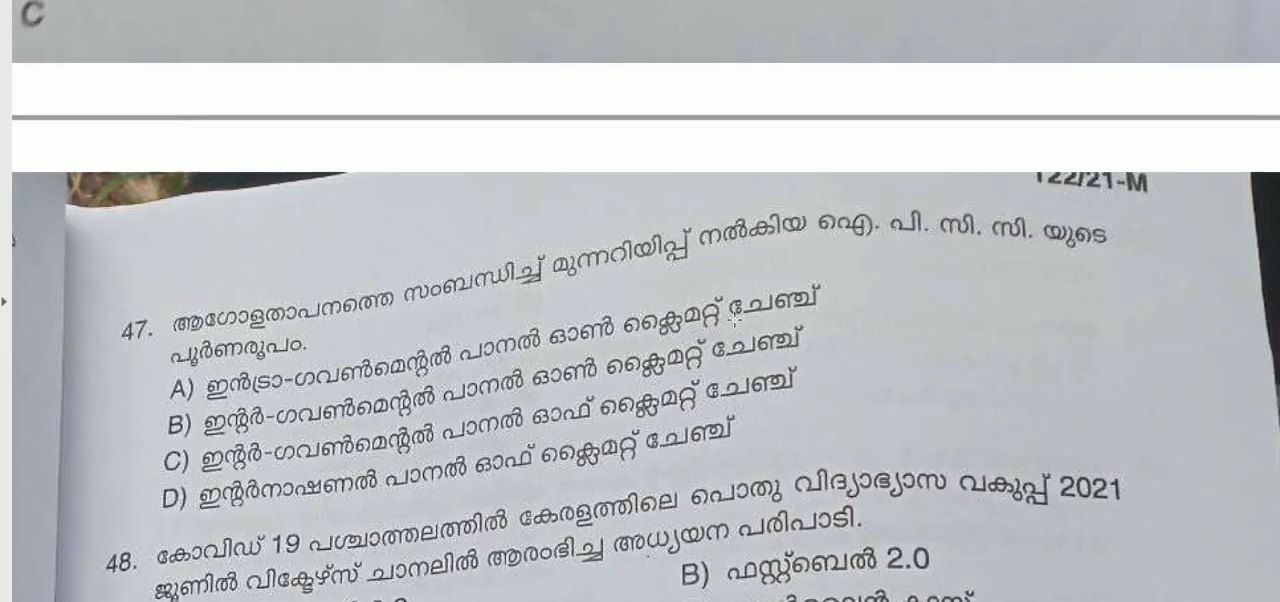 C
122/21-M
47. ആഗോളതാപനത്തെ സംബന്ധിച്ച് മുന്നറിയിപ്പ് നൽകിയ ഐ. പി. സി. സി. യുടെ
പൂർണരൂപം.
A) ഇൻട്രാ-ഗവൺമെന്റൽ പാനൽ ഓൺ ക്ലൈമറ്റ് ചേഞ്ച്
B) ഇന്റർ-ഗവൺമെന്റൽ പാനൽ ഓൺ ക്ലൈമറ്റ് ചേഞ്ച്
C) ഇന്റർ-ഗവൺമെന്റൽ പാനൽ ഓഫ് ക്ലൈമറ്റ് ചേഞ്ച്
D) ഇന്റർനാഷണൽ പാനൽ ഓഫ് ക്ലൈമറ്റ് ചേഞ്ച്
48. കോവിഡ് 19 പശ്ചാത്തലത്തിൽ കേരളത്തിലെ പൊതു വിദ്യാഭ്യാസ വകുപ്പ് 2021
ജൂണിൽ വിക്ടേഴ്സ് ചാനലിൽ ആരംഭിച്ച അധ്യയന പരിപാടി.
B) ഫസ്റ്റ്ബെൽ 2.0